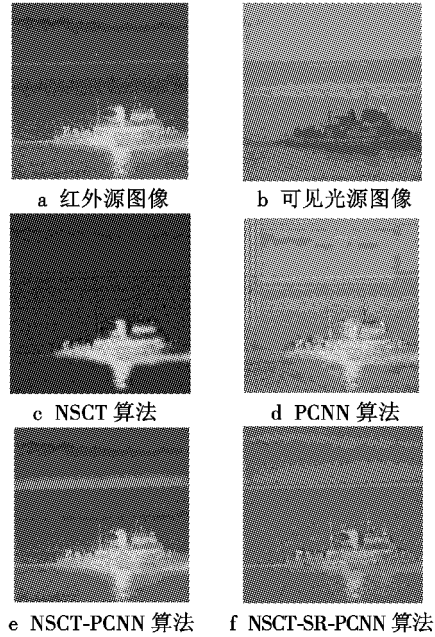 a 红外源图像
b 可见光源图像
c NSCT 算法
d PCNN 算法
e NSCT-PCNN 算法
f NSCT-SR-PCNN 算法